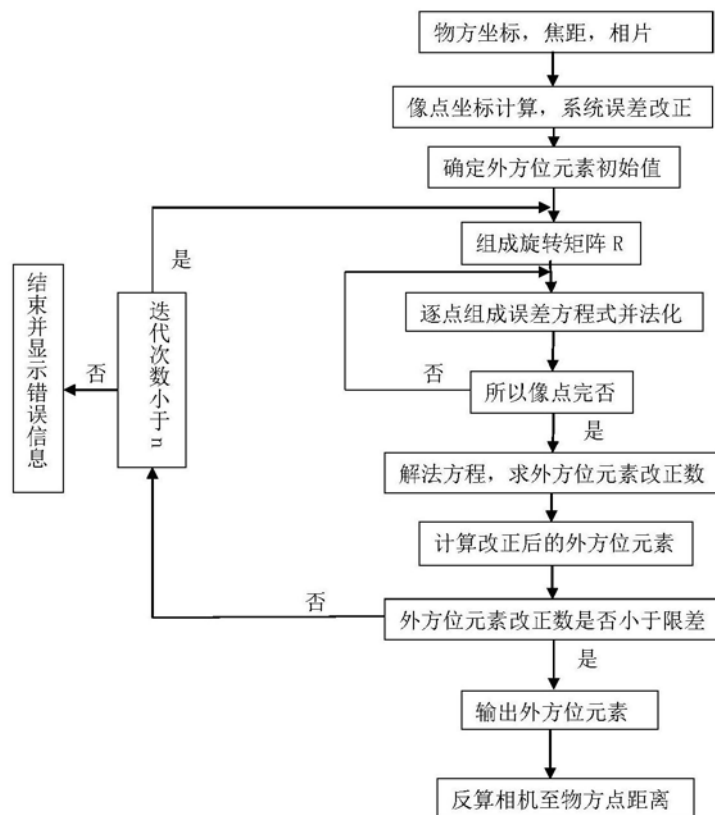 物方坐标，焦距，相片
像点坐标计算，系统误差改正
确定外方位元素初始值
组成旋转矩阵 R
逐点组成误差方程式并法化
所以像点完否
否
是
解法方程，求外方位元素改正数
计算改正后的外方位元素
外方位元素改正数是否小于限差
否
是
迭代次数小于 n
是
否
结束并显示错误信息
输出外方位元素
反算相机至物方点距离